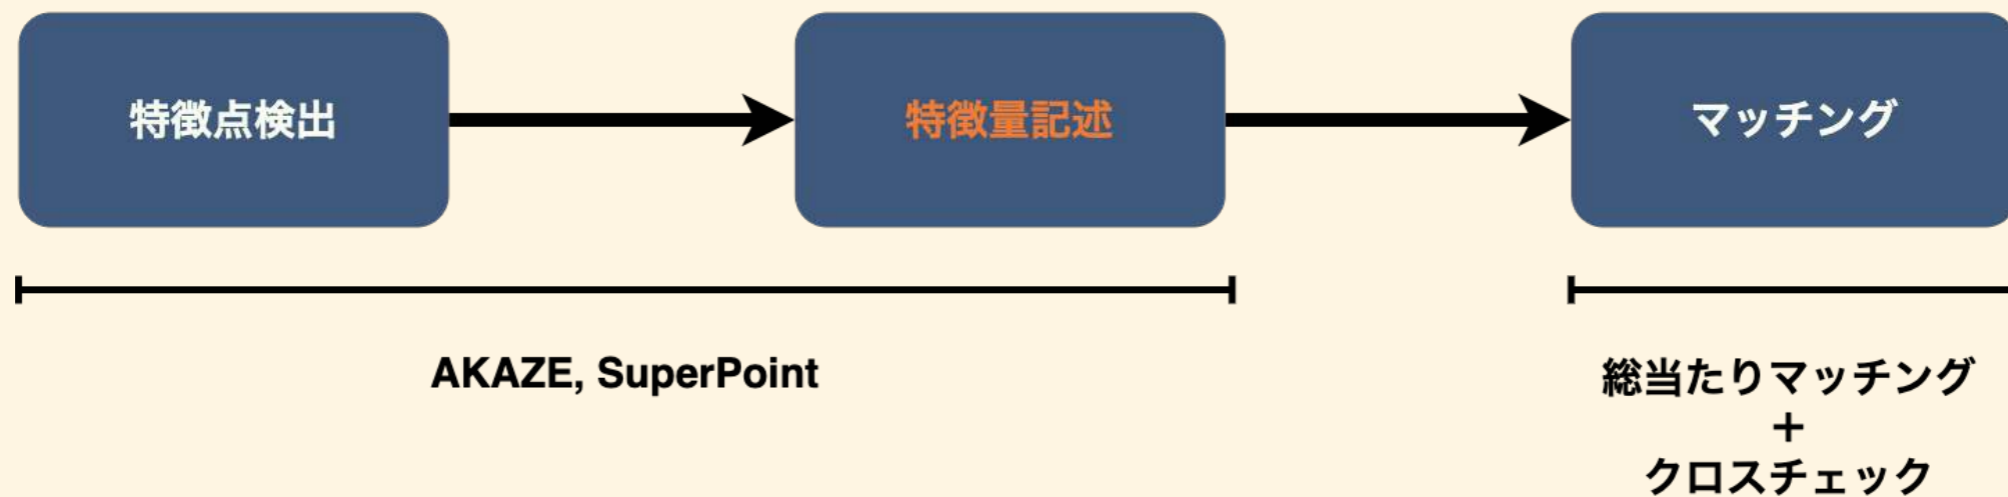 特徴点検出
特徴量記述
マッチング
AKAZE, SuperPoint
総当たりマッチング
+
クロスチェック